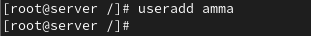 [root@server /]# useradd amma
[root@server /]#